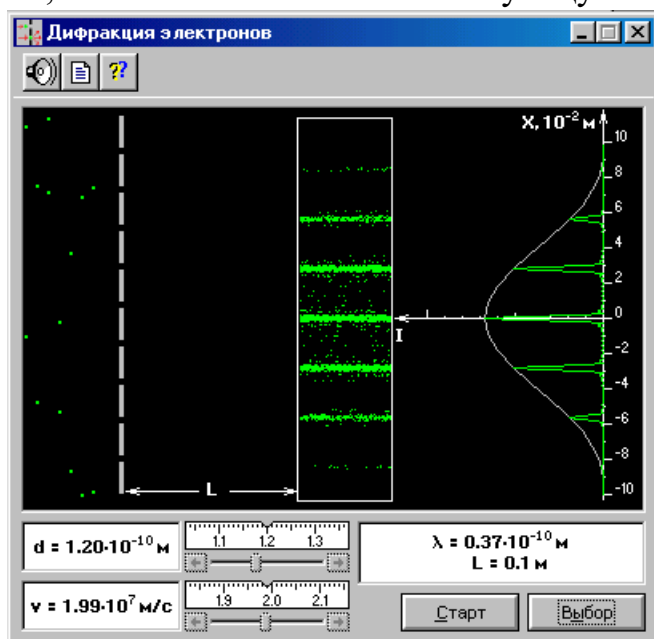 Дифракция электронов
X, 10⁻² м
10
8
6
4
2
0
I
-2
-4
-6
-8
-10
L
d = 1.20·10⁻¹⁰ м
1.1 1.2 1.3
λ = 0.37·10⁻¹⁰ м
L = 0.1 м
v = 1.99·10⁷ м/с
1.9 2.0 2.1
Старт
Выбор